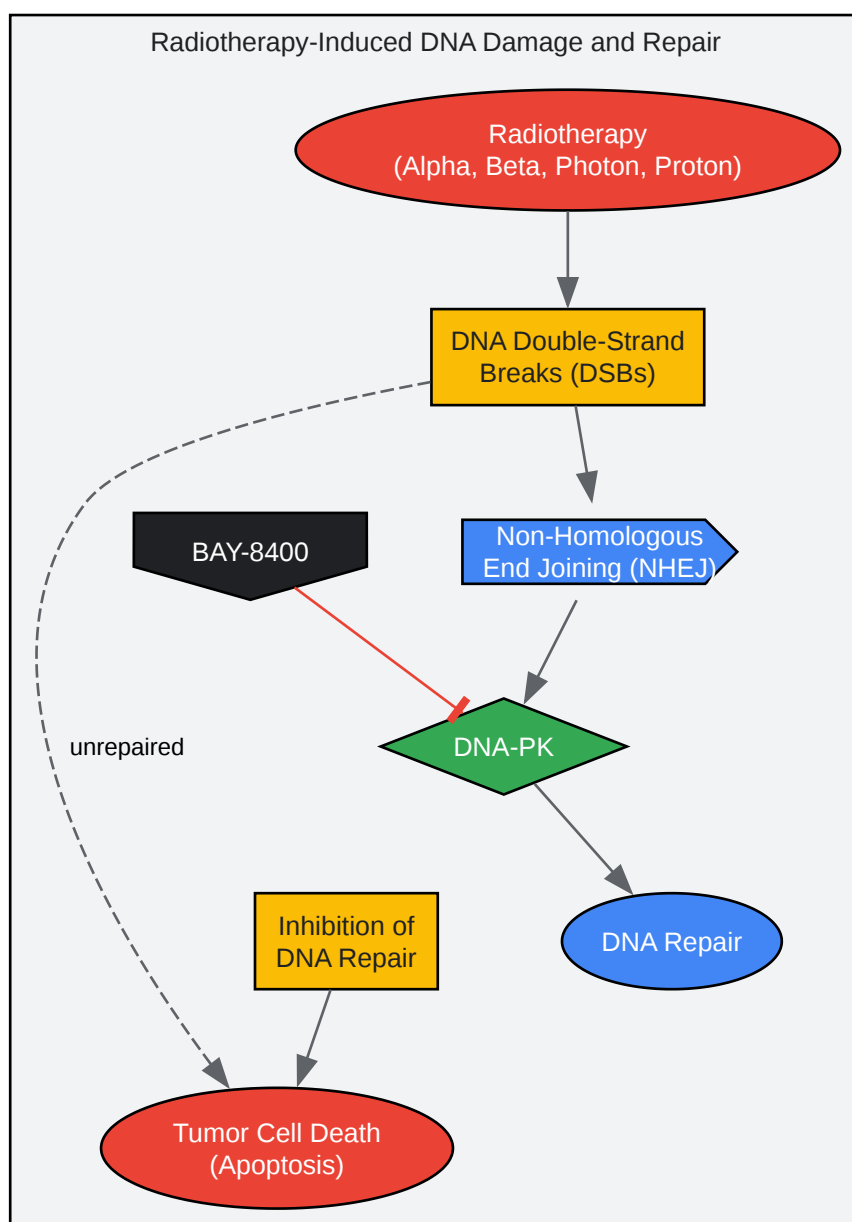 Radiotherapy-Induced DNA Damage and Repair
Radiotherapy
(Alpha, Beta, Photon, Proton)
DNA Double-Strand
Breaks (DSBs)
BAY-8400
Non-Homologous
End Joining (NHEJ)
unrepaired
DNA-PK
Inhibition of
DNA Repair
DNA Repair
Tumor Cell Death
(Apoptosis)